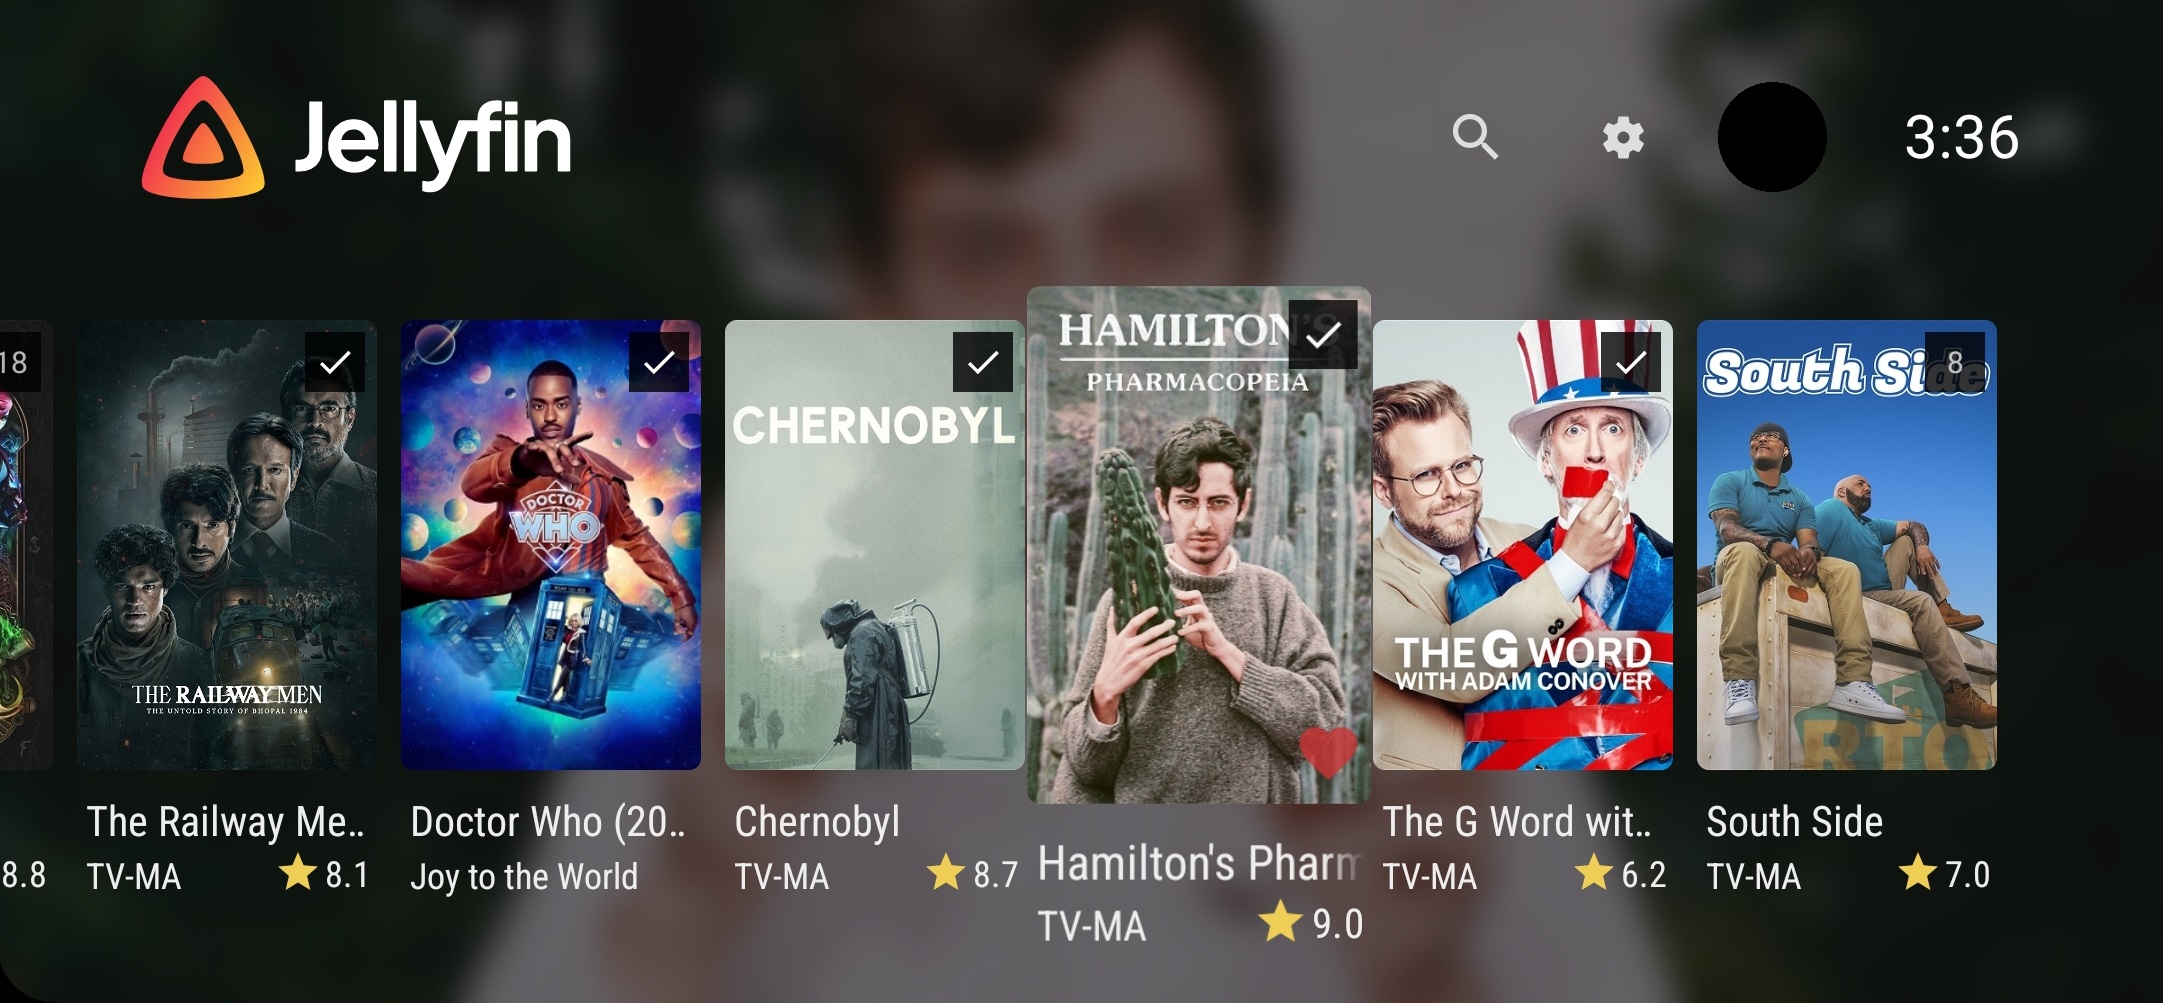 Jellyfin
3:36
18
THE RAILWAY MEN
THE UNTOLD STORY OF BHOPAL 1984
DOCTOR
WHO
CHERNOBYL
HAMILTON'S
PHARMACOPEIA
THE G WORD
WITH ADAM CONOVER
South Side
8
RTO
8.8
The Railway Me..
TV-MA
8.1
Doctor Who (20..
Joy to the World
Chernobyl
TV-MA
8.7
Hamilton's Pharm
TV-MA
9.0
The G Word wit..
TV-MA
6.2
South Side
TV-MA
7.0